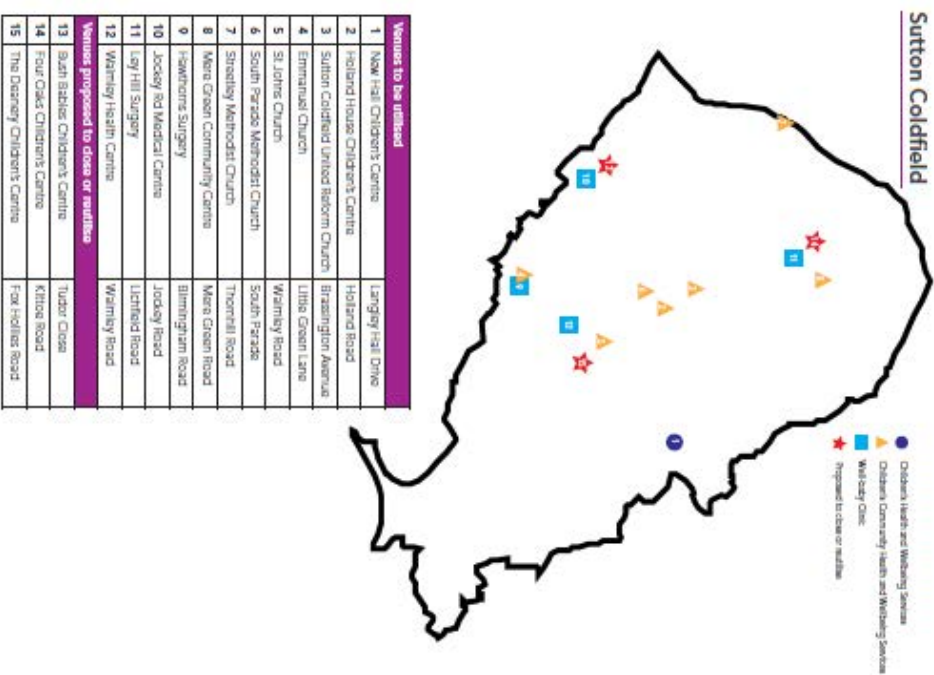 Sutton Coldfield
Children's Health and Wellbeing Services
Children's Community Health and Wellbeing Services
Well-baby Clinic
Proposed to close or reutilise
10
11
9
12
1
Venues to be utilised
1 New Hall Children's Centre Langley Hall Drive
2 Holland House Children's Centre Holland Road
3 Sutton Coldfield United Reform Church Brassington Avenue
4 Emmanuel Church Little Green Lane
5 St Johns Church Walmley Road
6 South Parade Methodist Church South Parade
7 Streetley Methodist Church Thornhill Road
8 Mere Green Community Centre Mere Green Road
9 Hawthorns Surgery Birmingham Road
10 Jockey Rd Medical Centre Jockey Road
11 Ley Hill Surgery Lichfield Road
12 Walmley Health Centre Walmley Road
Venues proposed to close or reutilise
13 Bush Babies Children's Centre Tudor Close
14 Four Oaks Children's Centre Kittoe Road
15 The Deanery Children's Centre Fox Hollies Road